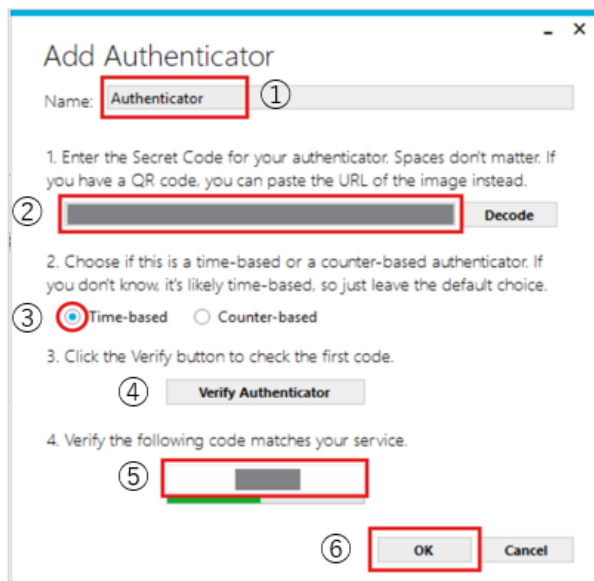 Add Authenticator
Name: Authenticator ①
1. Enter the Secret Code for your authenticator. Spaces don't matter. If
you have a QR code, you can paste the URL of the image instead.
② Decode
2. Choose if this is a time-based or a counter-based authenticator. If
you don't know, it's likely time-based, so just leave the default choice.
③ Time-based Counter-based
3. Click the Verify button to check the first code.
④ Verify Authenticator
4. Verify the following code matches your service.
⑤
⑥ OK Cancel